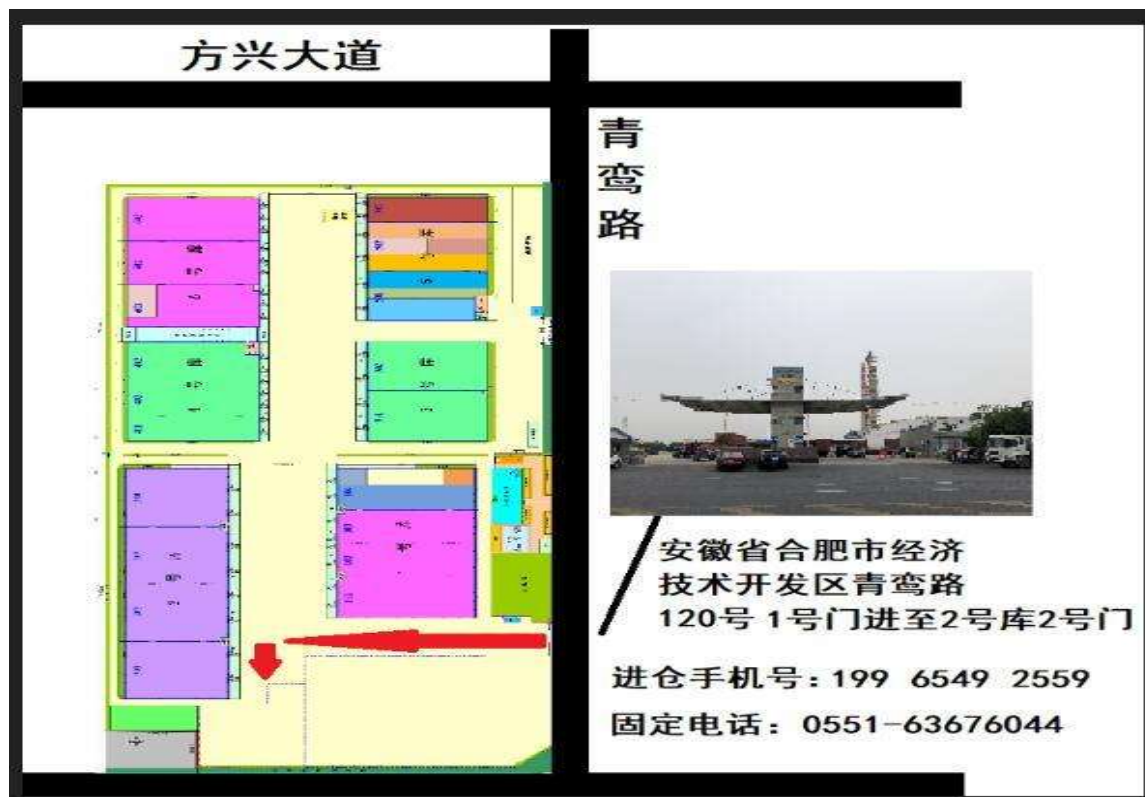 方兴大道
青鸾路
安徽省合肥市经济
技术开发区青鸾路
120号 1号门进至2号库2号门
进仓手机号：199 6549 2559
固定电话：0551-63676044